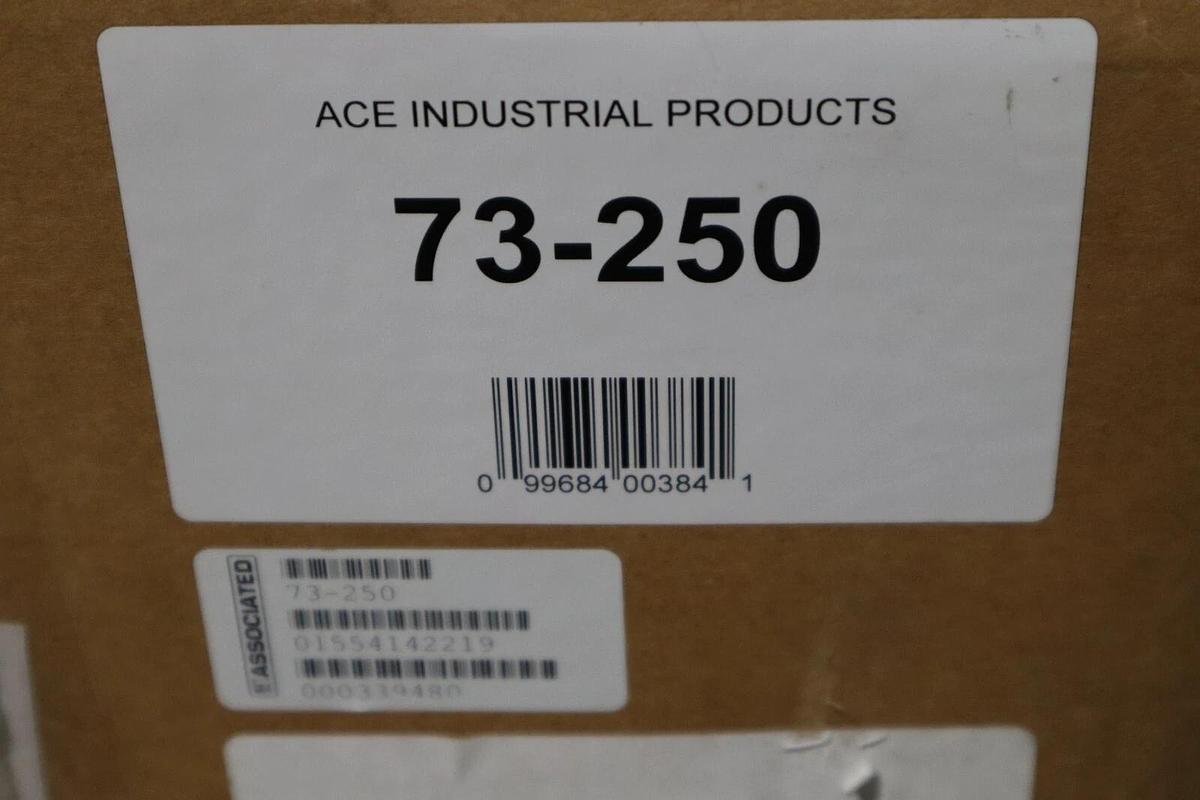 ACE INDUSTRIAL PRODUCTS
73-250
0 99684 00384 1
ASSOCIATED
73-250
01554142219
000339480